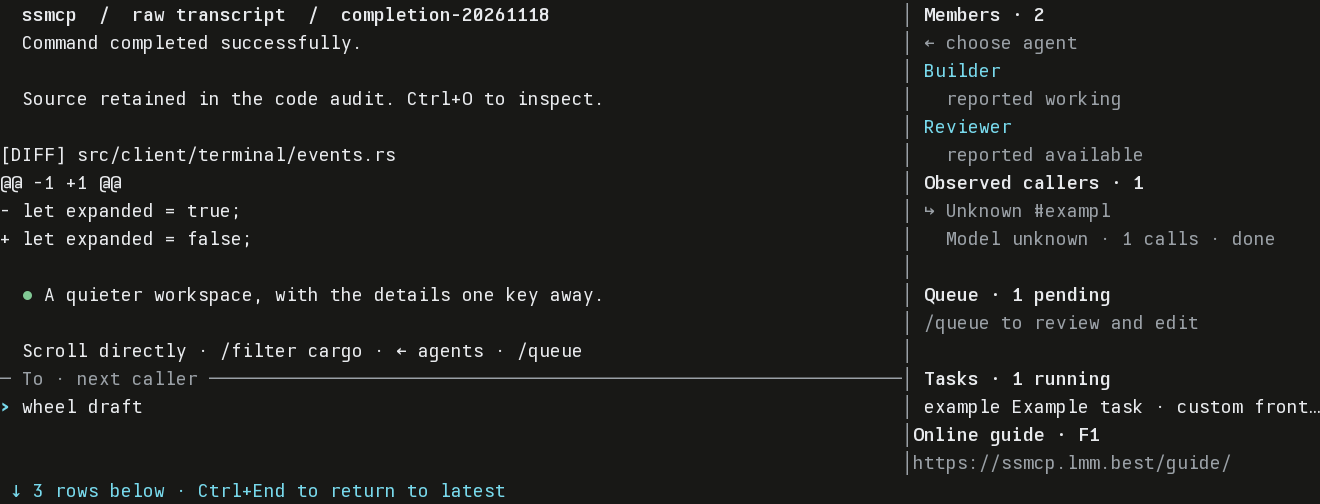 ssmcp / raw transcript / completion-20261118
Command completed successfully.
Source retained in the code audit. Ctrl+O to inspect.
[DIFF] src/client/terminal/events.rs
@@ -1 +1 @@
- let expanded = true;
+ let expanded = false;
● A quieter workspace, with the details one key away.
Scroll directly · /filter cargo · ← agents · /queue
To · next caller
› wheel draft
↓ 3 rows below · Ctrl+End to return to latest
Members · 2
← choose agent
Builder
reported working
Reviewer
reported available
Observed callers · 1
↳ Unknown #exampl
Model unknown · 1 calls · done
Queue · 1 pending
/queue to review and edit
Tasks · 1 running
example Example task · custom front…
Online guide · F1
https://ssmcp.lmm.best/guide/